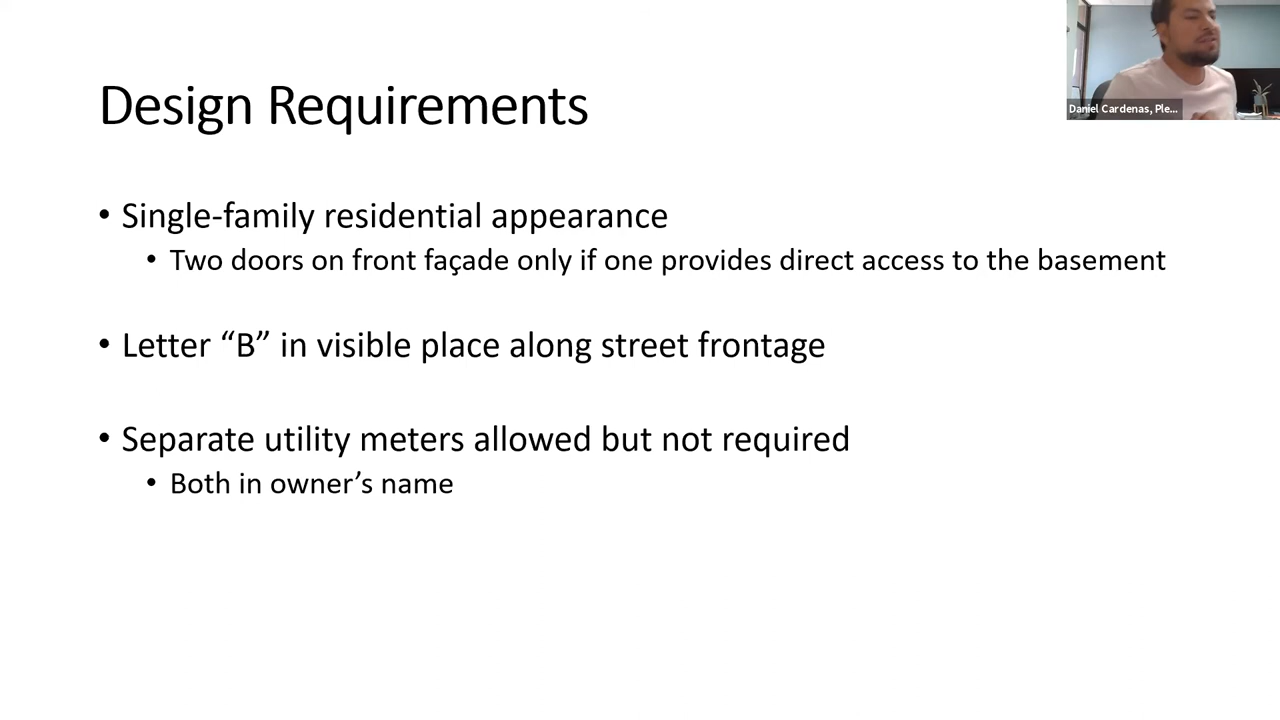 Design Requirements
Daniel Cardenas, Ple...
• Single-family residential appearance
• Two doors on front façade only if one provides direct access to the basement
• Letter “B” in visible place along street frontage
• Separate utility meters allowed but not required
• Both in owner’s name